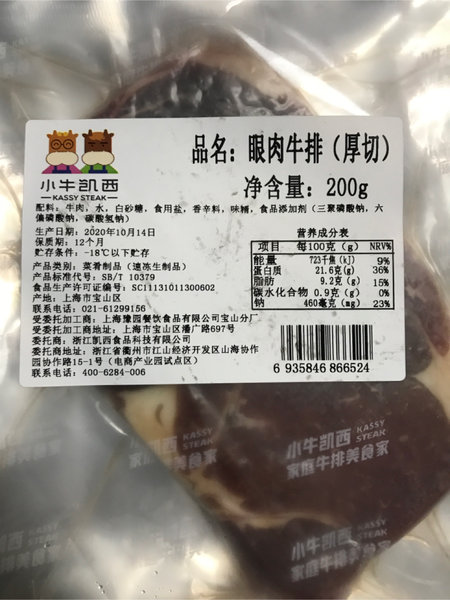 小牛凯西
KASSY STEAK
品名：眼肉牛排（厚切）
净含量：200g
配料：牛肉，水，白砂糖，食用盐，香辛料，味精，食品添加剂（三聚磷酸钠，六
偏磷酸钠，碳酸氢钠）
生产日期：2020年10月14日
保质期：12个月
贮存条件：-18℃以下贮存
产品类别：菜肴制品（速冻生制品）
产品标准代号：SB/T 10379
食品生产许可证编号：SC11131011300602
产地：上海市宝山区
联系电话：021-61299156
受委托加工商：上海臻园餐饮食品有限公司宝山分厂
受委托加工商地址：上海市宝山区潘广路697号
委托商：浙江凯西食品科技有限公司
委托商地址：浙江省衢州市江山经济开发区山海协作
园协作路15-1号（电商产业园试点区）
联系电话：400-6284-006
营养成分表
项目 每100克（g） NRV%
能量 723千焦(kJ) 9%
蛋白质 21.6克(g) 36%
脂肪 9.2克(g) 15%
碳水化合物 0.9克(g) 0%
钠 460毫克(mg) 23%
6 935846 866524
小牛凯西 KASSY STEAK
家庭牛排美食家
小牛凯西 KASSY STEAK
家庭牛排美食家